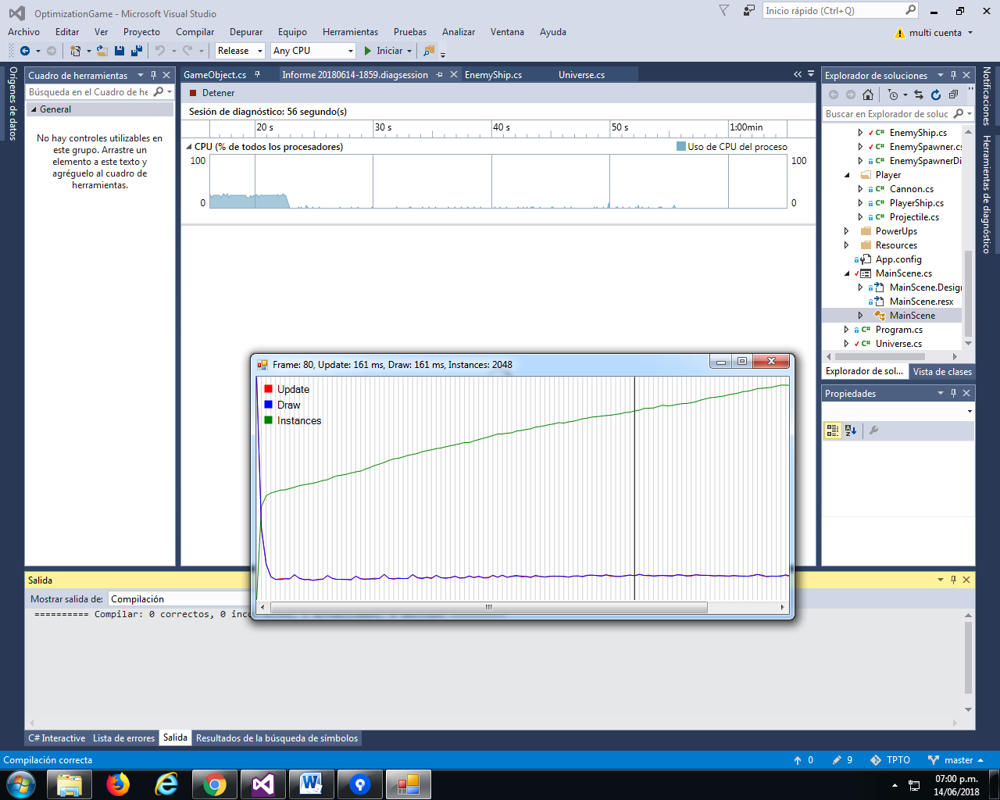 OptimizationGame - Microsoft Visual Studio
Inicio rápido (Ctrl+Q)
Archivo Editar Ver Proyecto Compilar Depurar Equipo Herramientas Pruebas Analizar Ventana Ayuda
multi cuenta
Release Any CPU Iniciar
Orígenes de datos
Cuadro de herramientas
Búsqueda en el Cuadro de he
General
No hay controles utilizables en
este grupo. Arrastre un
elemento a este texto y
agréguelo al cuadro de
herramientas.
GameObject.cs Informe 20180614-1859.diagsession EnemyShip.cs Universe.cs
Detener
Sesión de diagnóstico: 56 segundo(s)
20 s 30 s 40 s 50 s 1:00min
CPU (% de todos los procesadores) Uso de CPU del proceso
100 100
0 0
Explorador de soluciones
Buscar en Explorador de soluc
EnemyShip.cs
EnemySpawner.cs
EnemySpawnerDi
Player
Cannon.cs
PlayerShip.cs
Projectile.cs
PowerUps
Resources
App.config
MainScene.cs
MainScene.Desig
MainScene.resx
MainScene
Program.cs
Universe.cs
Explorador de sol... Vista de clases
Propiedades
Notificaciones
Herramientas de diagnóstico
Frame: 80, Update: 161 ms, Draw: 161 ms, Instances: 2048
Update
Draw
Instances
Salida
Mostrar salida de: Compilación
========== Compilar: 0 correctos, 0
C# Interactive Lista de errores Salida Resultados de la búsqueda de símbolos
Compilación correcta 0 9 TPTO master
07:00 p.m.
14/06/2018